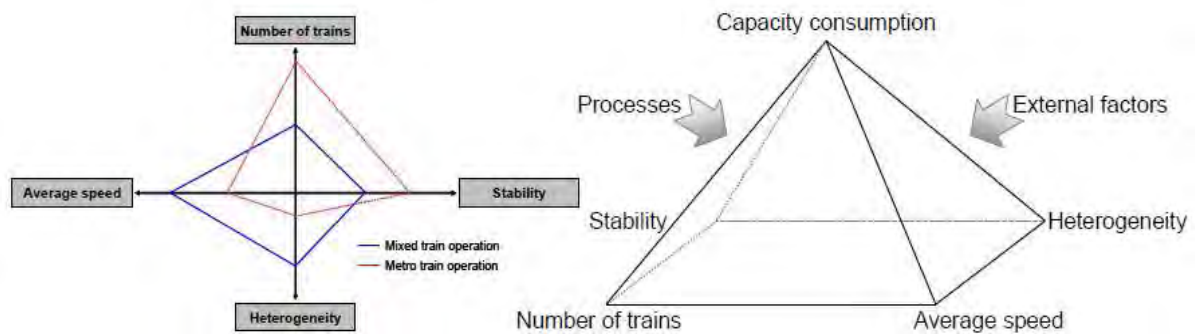 Number of trains
Average speed
Stability
Mixed train operation
Metro train operation
Heterogeneity
Capacity consumption
Processes
External factors
Stability
Heterogeneity
Number of trains
Average speed